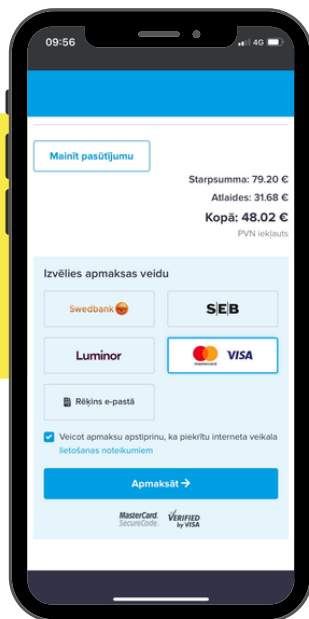 09:56
4G
Mainīt pasūtījumu
Starpsumma: 79.20 €
Atlaides: 31.68 €
Kopā: 48.02 €
PVN iekļauts
Izvēlies apmaksas veidu
Swedbank
S|E|B
Luminor
mastercard VISA
Rēķins e-pastā
Veicot apmaksu apstiprinu, ka piekrītu interneta veikala
lietošanas noteikumiem
Apmaksāt →
MasterCard. VERIFIED
SecureCode. by VISA